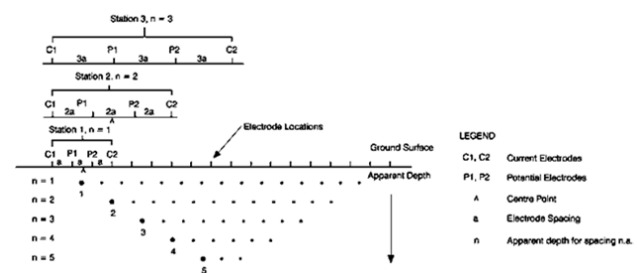 Station 3, n = 3
C1 P1 P2 C2
3a 3a 3a
Station 2, n = 2
C1 P1 P2 C2
2a 2a 2a
Station 1, n = 1
Electrode Locations
C1 P1 P2 C2
a a a
Ground Surface
Apparent Depth
n = 1
1
n = 2
2
n = 3
3
n = 4
4
n = 5
5
LEGEND
C1, C2 Current Electrodes
P1, P2 Potential Electrodes
^ Centre Point
a Electrode Spacing
n Apparent depth for spacing n.a.